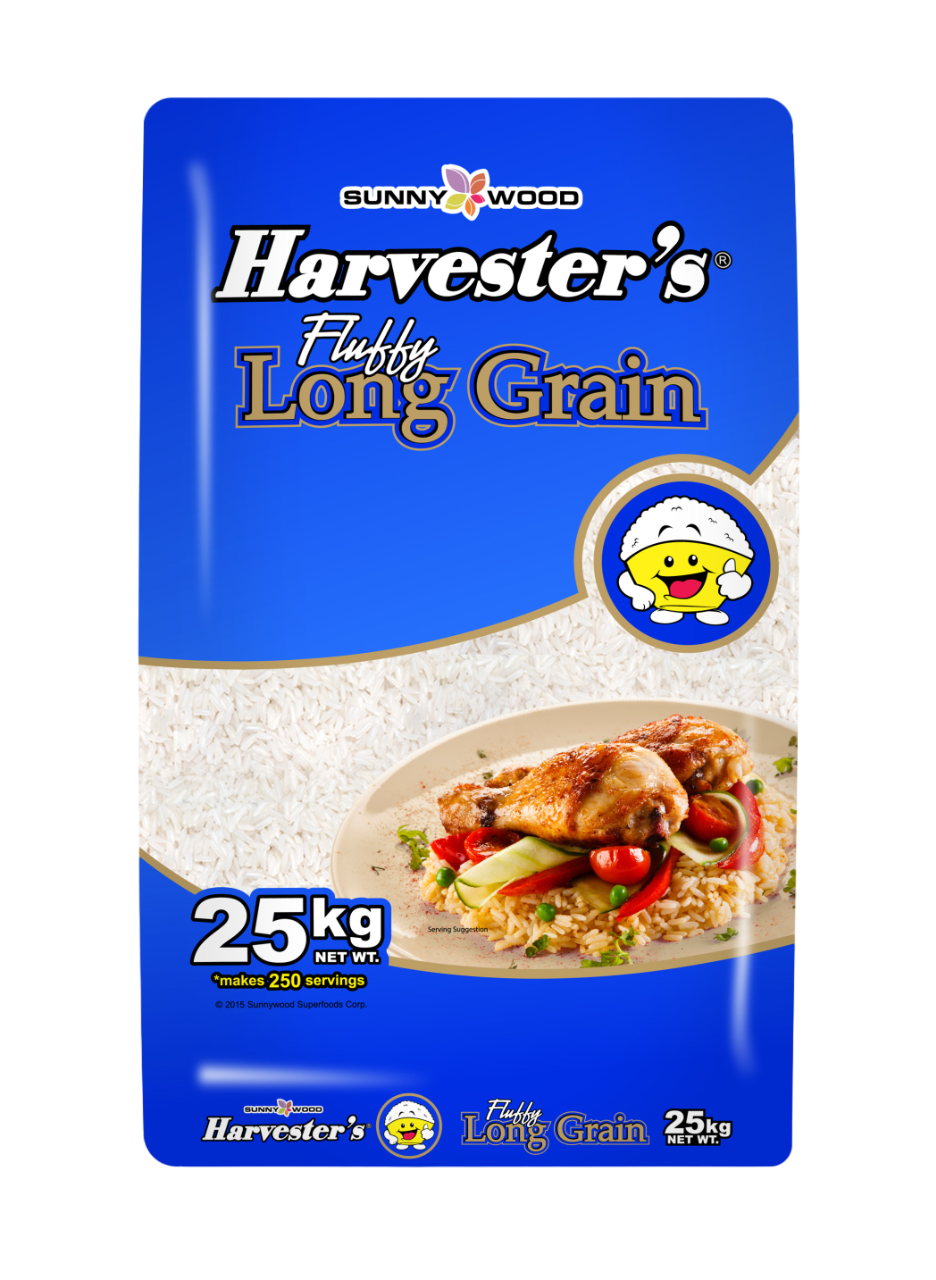 SUNNY WOOD
Harvester's®
Fluffy
Long Grain
Serving Suggestion
25kg
NET WT.
*makes 250 servings
© 2015 Sunnywood Superfoods Corp.
SUNNY WOOD
Harvester's®
Fluffy
Long Grain
25kg
NET WT.